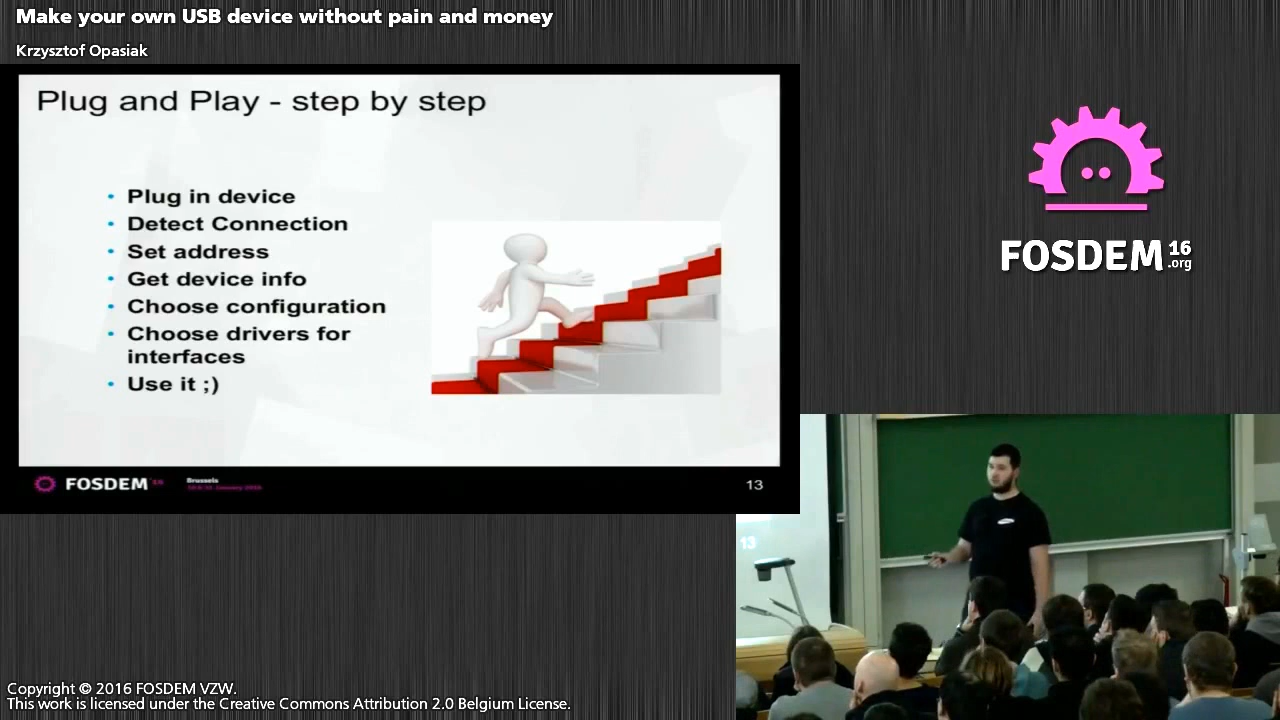 Make your own USB device without pain and money
Krzysztof Opasiak
Plug and Play - step by step
• Plug in device
• Detect Connection
• Set address
• Get device info
• Choose configuration
• Choose drivers for
interfaces
• Use it ;)
FOSDEM 16
Brussels
13
FOSDEM 16
.org
13
Copyright © 2016 FOSDEM VZW.
This work is licensed under the Creative Commons Attribution 2.0 Belgium License.